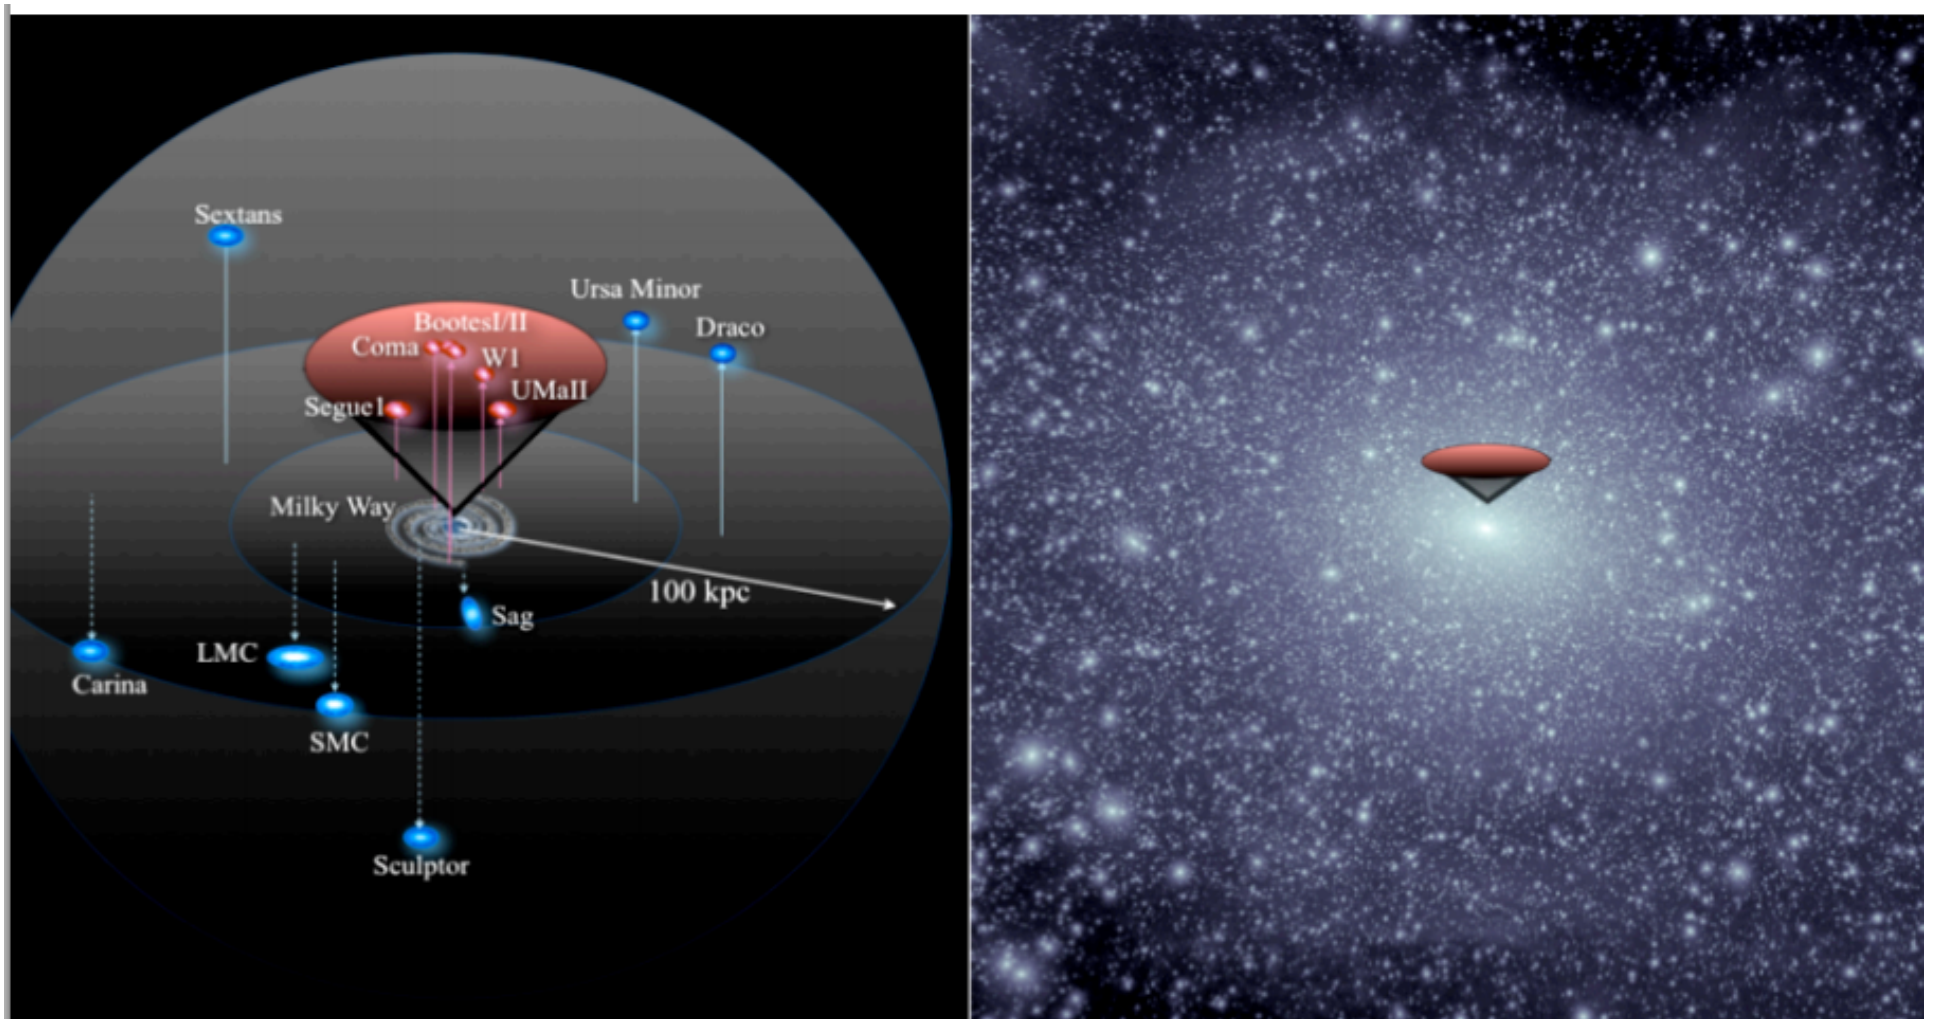 Sextans
Ursa Minor
BootesI/II
Draco
Coma
W1
UMaII
Segue1
Milky Way
100 kpc
Sag
LMC
Carina
SMC
Sculptor